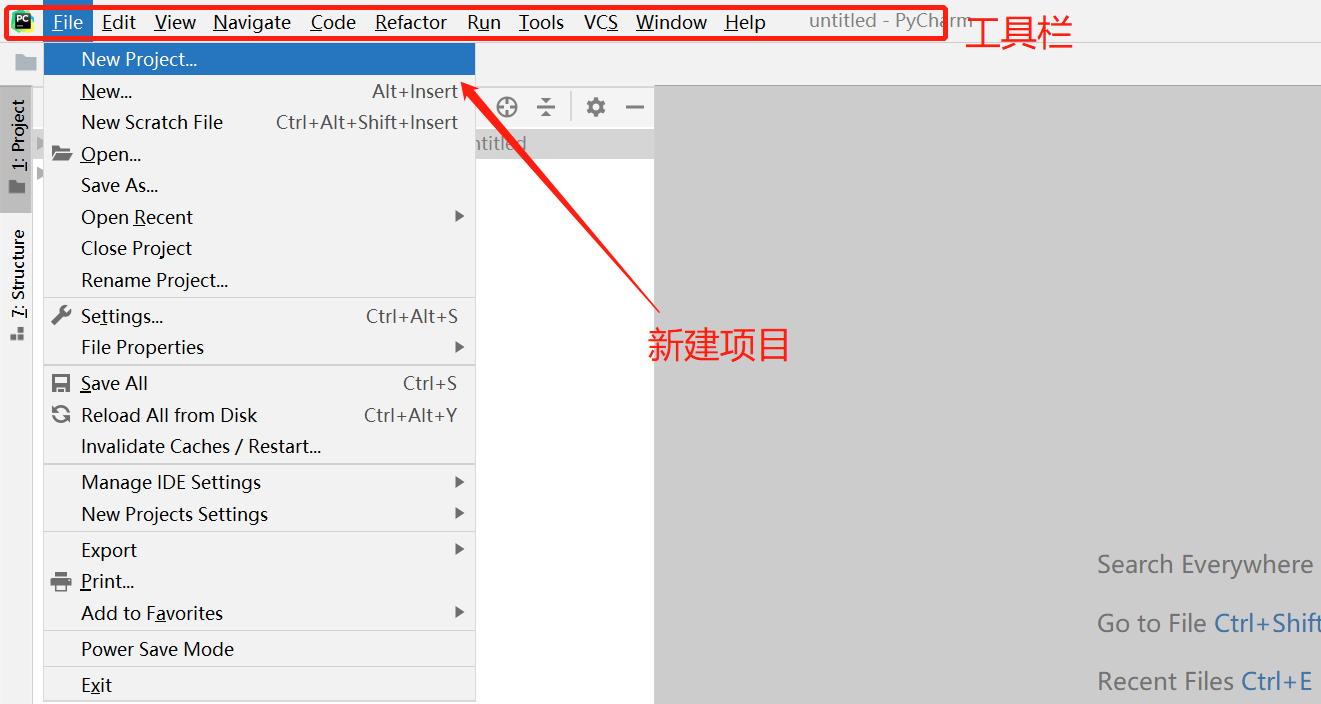 PC File Edit View Navigate Code Refactor Run Tools VCS Window Help untitled - PyCharm
工具栏
New Project...
New... Alt+Insert
New Scratch File Ctrl+Alt+Shift+Insert
Open...
Save As...
Open Recent
Close Project
Rename Project...
Settings... Ctrl+Alt+S
File Properties
Save All Ctrl+S
Reload All from Disk Ctrl+Alt+Y
Invalidate Caches / Restart...
Manage IDE Settings
New Projects Settings
Export
Print...
Add to Favorites
Power Save Mode
Exit
1: Project
7: Structure
ntitled
新建项目
Search Everywhere
Go to File Ctrl+Shift
Recent Files Ctrl+E